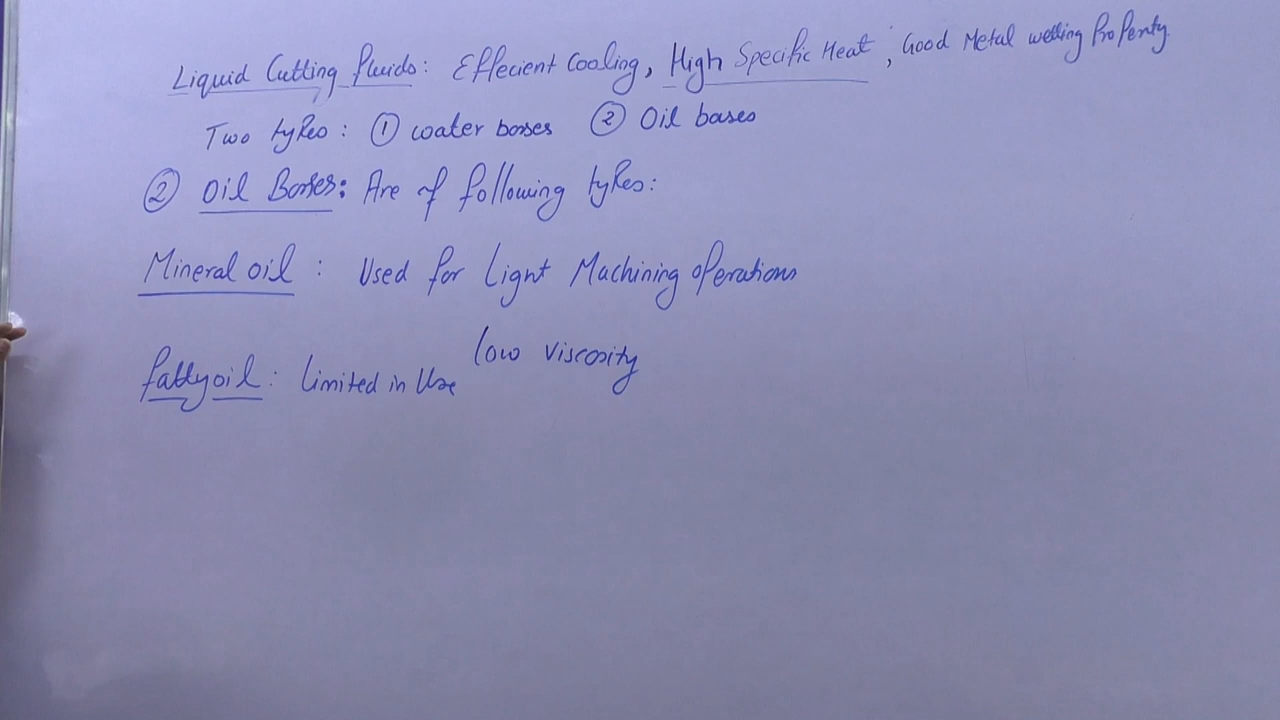 Liquid Cutting fluids: Effecient Cooling, High Specific Heat, Good Metal wetting Property.
Two types: ① water bases ② Oil bases
② Oil Bases: Are of following types:
Mineral oil: Used for Light Machining operations
low viscosity
fatty oil: limited in Use